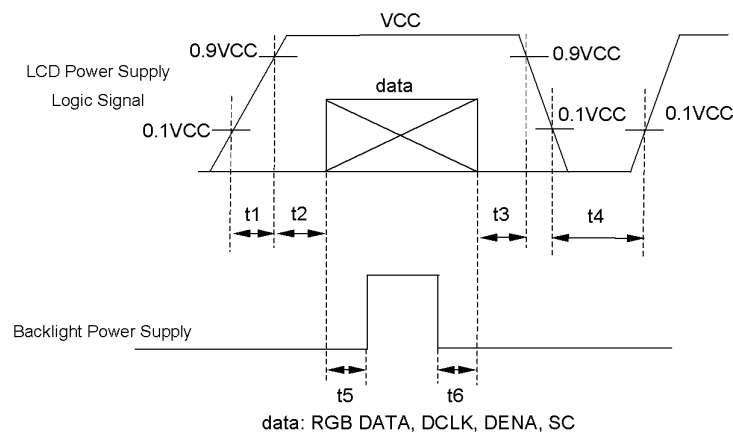 VCC
0.9VCC
0.9VCC
LCD Power Supply
Logic Signal
data
0.1VCC
0.1VCC
0.1VCC
t1
t2
t3
t4
Backlight Power Supply
t5
t6
data: RGB DATA, DCLK, DENA, SC